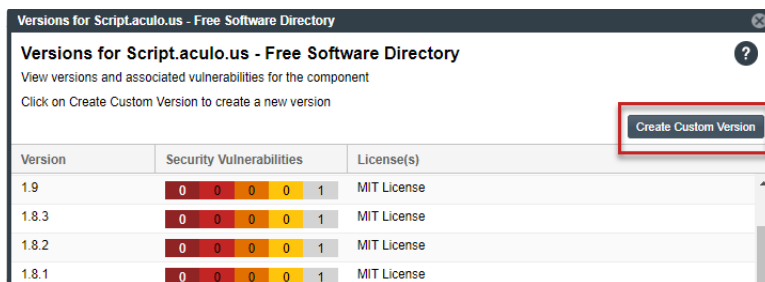 Versions for Script.aculo.us - Free Software Directory
Versions for Script.aculo.us - Free Software Directory
?
View versions and associated vulnerabilities for the component
Click on Create Custom Version to create a new version
Create Custom Version
Version Security Vulnerabilities License(s)
1.9 0 0 0 0 1 MIT License
1.8.3 0 0 0 0 1 MIT License
1.8.2 0 0 0 0 1 MIT License
1.8.1 0 0 0 0 1 MIT License